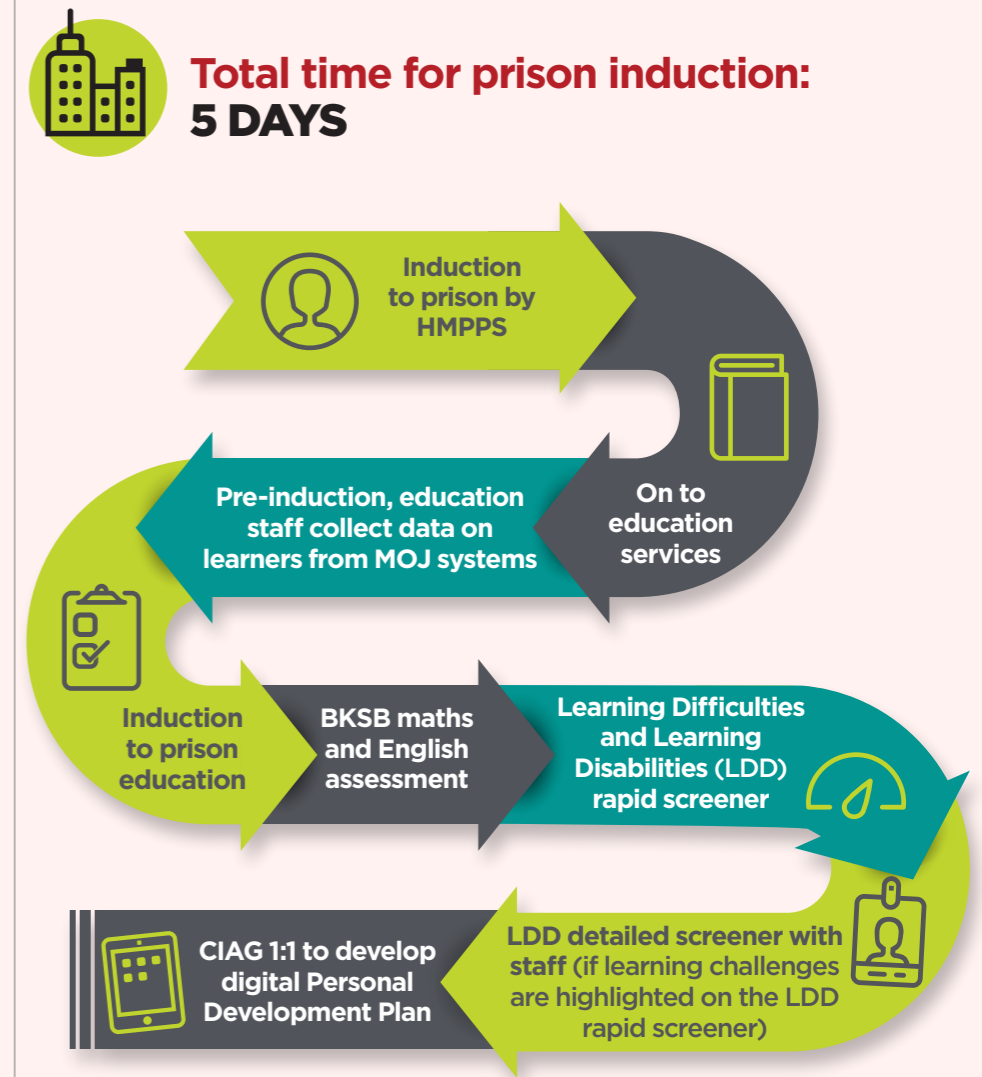 Total time for prison induction:
5 DAYS
Induction
to prison by
HMPPS
On to
education
services
Pre-induction, education
staff collect data on
learners from MOJ systems
Induction
to prison
education
BKSB maths
and English
assessment
Learning Difficulties
and Learning
Disabilities (LDD)
rapid screener
LDD detailed screener with
staff (if learning challenges
are highlighted on the LDD
rapid screener)
CIAG 1:1 to develop
digital Personal
Development Plan